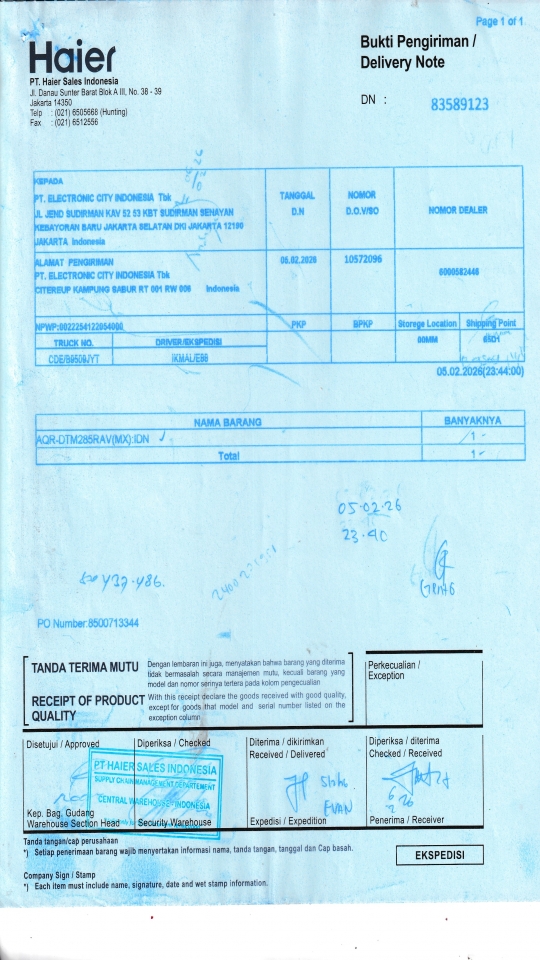 Page 1 of 1
Haier
Bukti Pengiriman /
Delivery Note
PT. Haier Sales Indonesia
Jl. Danau Sunter Barat Blok A III, No. 38 - 39
Jakarta 14350
Telp : (021) 6505668 (Hunting)
Fax. : (021) 6512556
DN : 83589123
KEPADA
PT. ELECTRONIC CITY INDONESIA Tbk
JL JEND SUDIRMAN KAV 52 53 KBT SUDIRMAN SENAYAN
KEBAYORAN BARU JAKARTA SELATAN DKI JAKARTA 12190
JAKARTA Indonesia
TANGGAL D.N
NOMOR D.O.V/SO
NOMOR DEALER
ALAMAT PENGIRIMAN
PT. ELECTRONIC CITY INDONESIA Tbk
CITEREUP KAMPUNG SABUR RT 001 RW 006 Indonesia
05.02.2026
10572096
6000582446
NPWP:0022254122054000
PKP
BPKP
Storege Location
Shipping Point
TRUCK NO.
DRIVER/EKSPEDISI
00MM
65D1
CDE/B9509JYT
IKMAL/E86
05.02.2026(23:44:00)
NAMA BARANG
BANYAKNYA
AQR-DTM285RAV(MX):IDN
1
Total
1
05-02-26
23-40
PO Number:8500713344
TANDA TERIMA MUTU
RECEIPT OF PRODUCT QUALITY
Dengan lembaran ini juga, menyatakan bahwa barang yang diterima
tidak bermasalah secara manajemen mutu, kecuali barang yang
model dan nomor serinya tertera pada kolom pengecualian
With this receipt declare the goods received with good quality,
except for goods that model and serial number listed on the
exception column
Perkecualian /
Exception
Disetujui / Approved
Diperiksa / Checked
Diterima / dikirimkan
Received / Delivered
Diperiksa / diterima
Checked / Received
PT HAIER SALES INDONESIA
SUPPLY CHAIN MANAGEMENT DEPARTEMENT
CENTRAL WAREHOUSE - INDONESIA
EVAN
Kep. Bag. Gudang
Warehouse Section Head
Security Warehouse
Expedisi / Expedition
Penerima / Receiver
Tanda tangan/cap perusahaan
*) Setiap penerimaan barang wajib menyertakan informasi nama, tanda tangan, tanggal dan Cap basah.
EKSPEDISI
Company Sign / Stamp
*) Each item must include name, signature, date and wet stamp information.